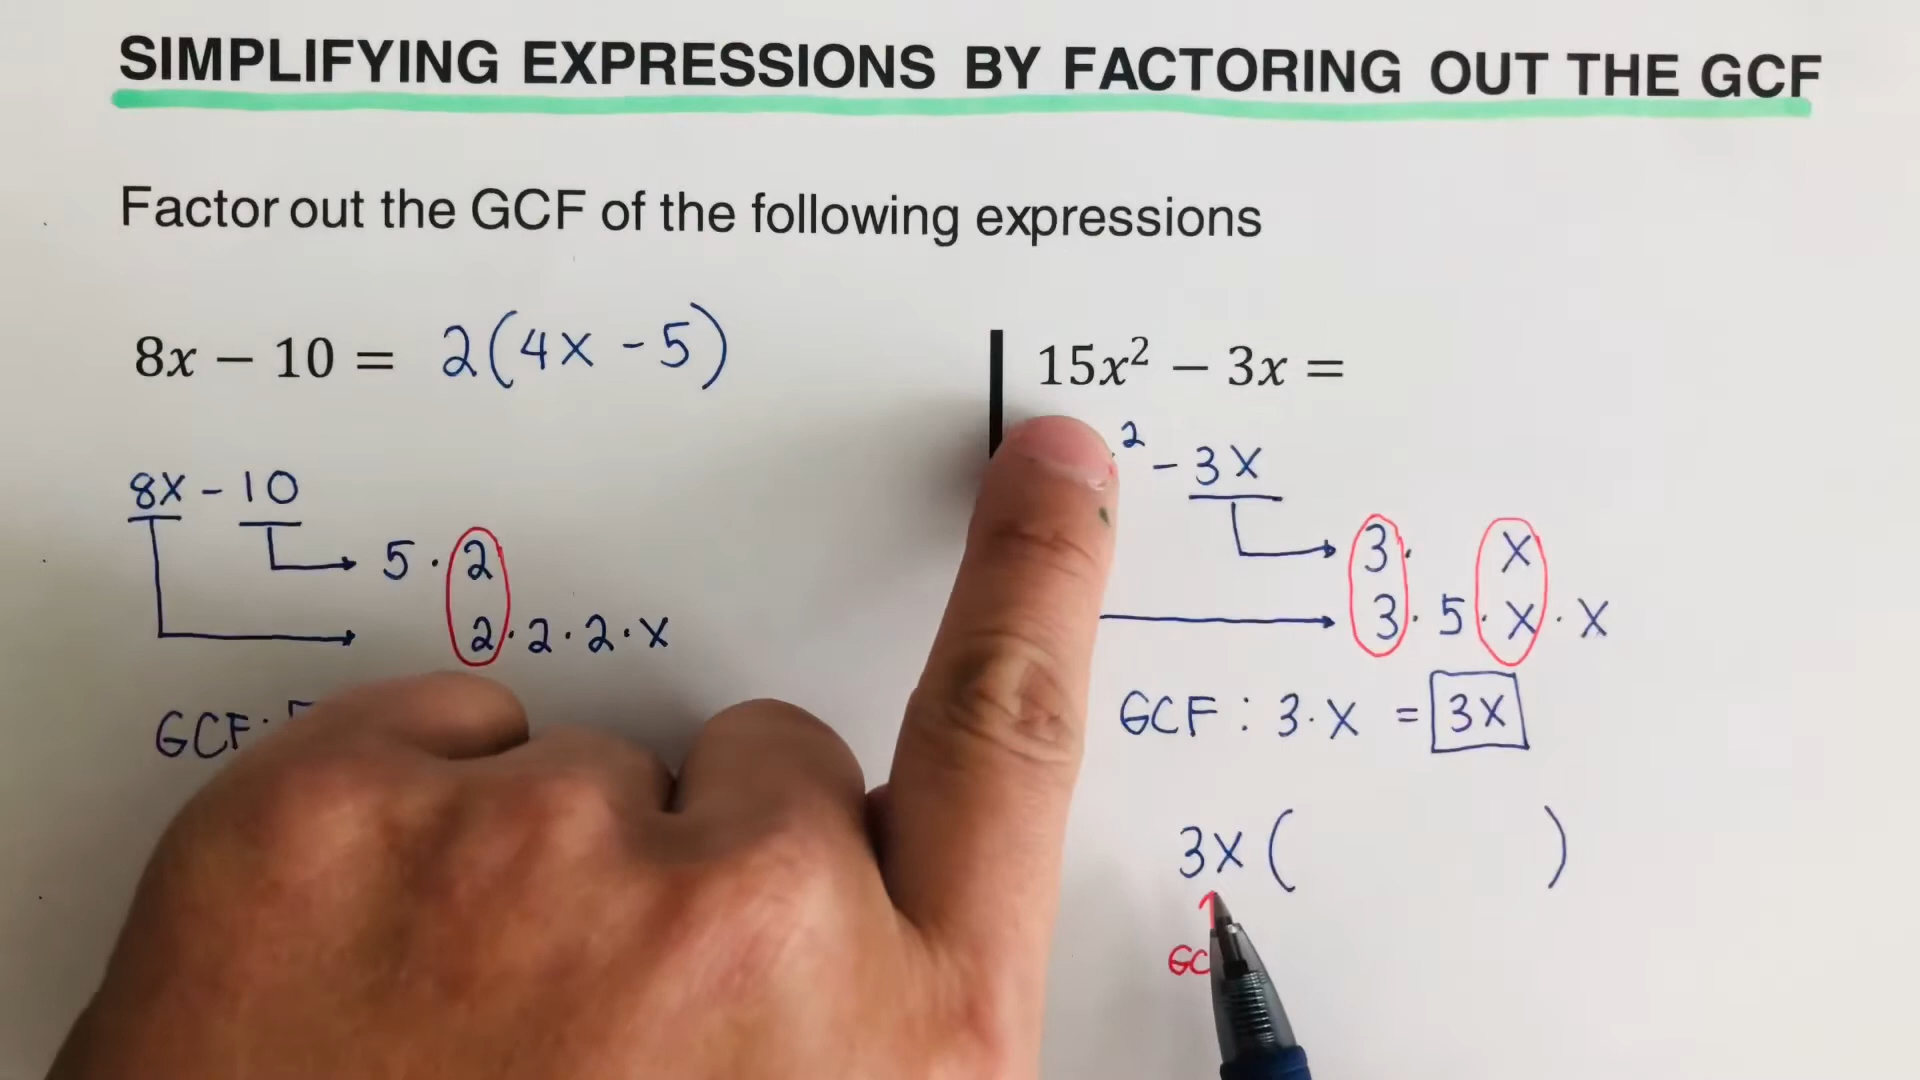 SIMPLIFYING EXPRESSIONS BY FACTORING OUT THE GCF
Factor out the GCF of the following expressions
8x − 10 = 2(4x - 5)
8x - 10
5 · 2
2 · 2 · 2 · x
GCF:
15x² − 3x =
² - 3x
3 · x
3 · 5 · x · x
GCF : 3 · x = 3x
3x ( )